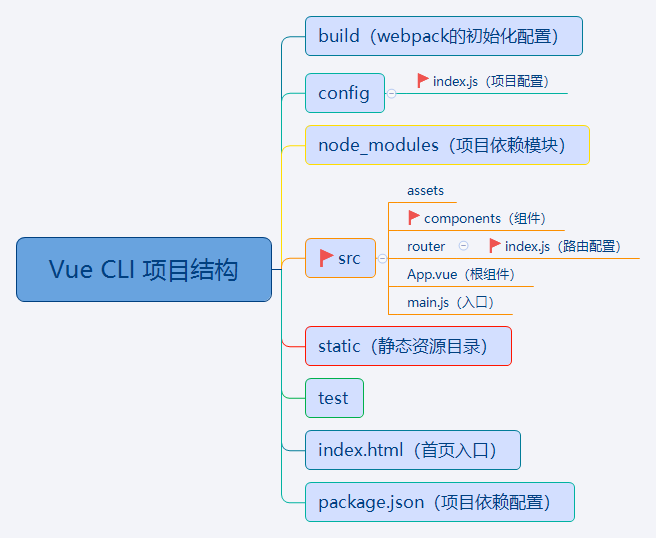 Vue CLI 项目结构
build（webpack的初始化配置）
config
index.js（项目配置）
node_modules（项目依赖模块）
src
assets
components（组件）
router
index.js（路由配置）
App.vue（根组件）
main.js（入口）
static（静态资源目录）
test
index.html（首页入口）
package.json（项目依赖配置）